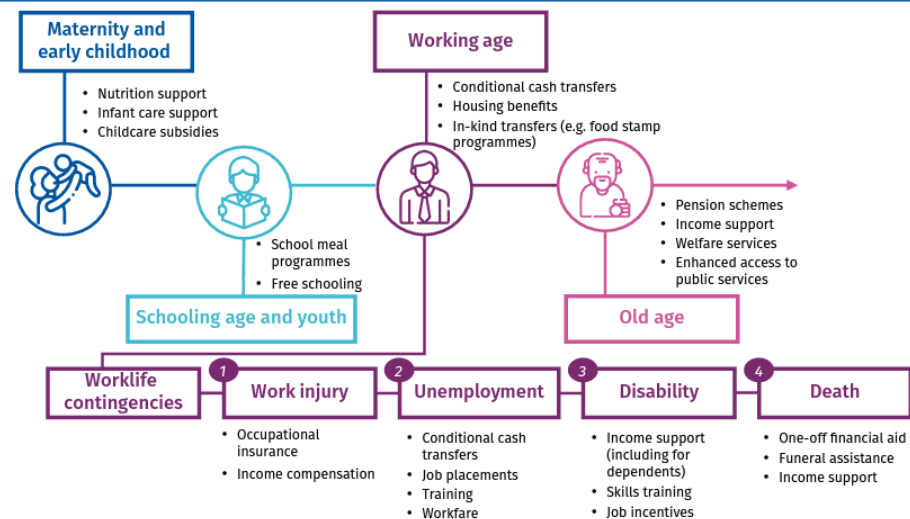 Maternity and
early childhood
• Nutrition support
• Infant care support
• Childcare subsidies
Working age
• Conditional cash transfers
• Housing benefits
• In-kind transfers (e.g. food stamp
programmes)
• School meal
programmes
• Free schooling
Schooling age and youth
• Pension schemes
• Income support
• Welfare services
• Enhanced access to
public services
Old age
Worklife
contingencies
1
Work injury
• Occupational
insurance
• Income compensation
2
Unemployment
• Conditional cash
transfers
• Job placements
• Training
• Workfare
3
Disability
• Income support
(including for
dependents)
• Skills training
• Job incentives
4
Death
• One-off financial aid
• Funeral assistance
• Income support